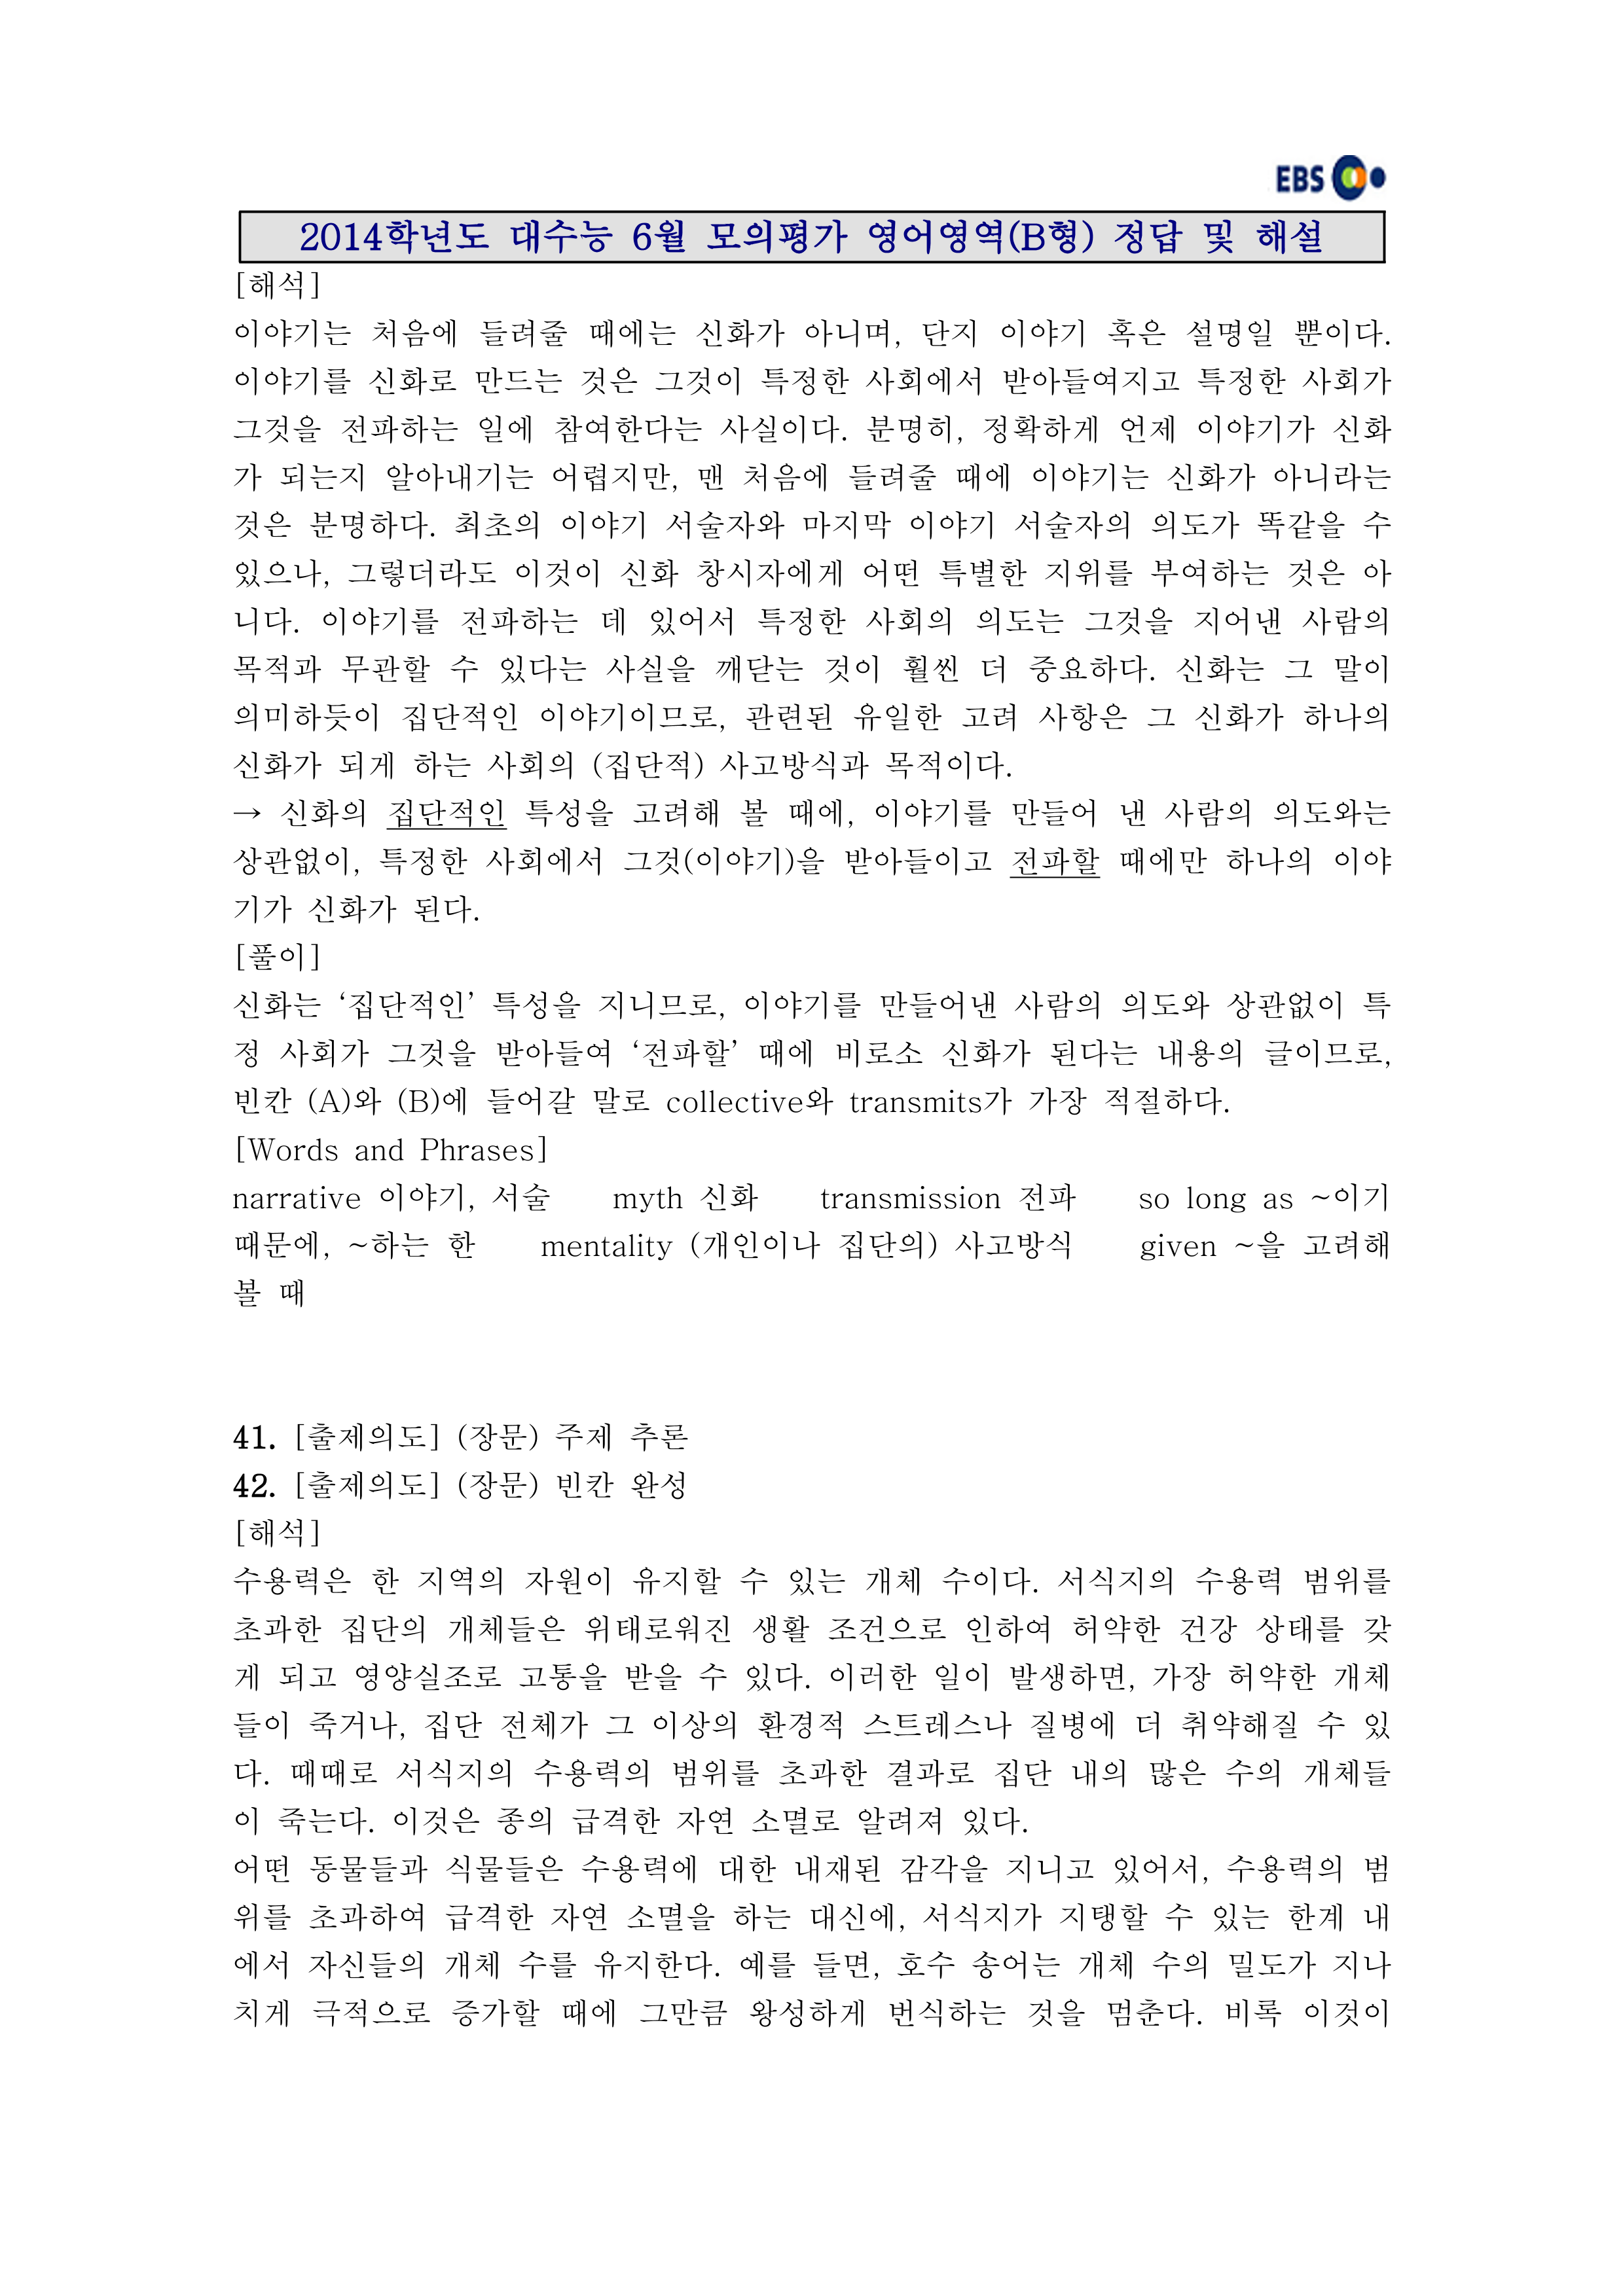 EBS
2014학년도 대수능 6월 모의평가 영어영역(B형) 정답 및 해설
[해석]
이야기는 처음에 들려줄 때에는 신화가 아니며, 단지 이야기 혹은 설명일 뿐이다.
이야기를 신화로 만드는 것은 그것이 특정한 사회에서 받아들여지고 특정한 사회가
그것을 전파하는 일에 참여한다는 사실이다. 분명히, 정확하게 언제 이야기가 신화
가 되는지 알아내기는 어렵지만, 맨 처음에 들려줄 때에 이야기는 신화가 아니라는
것은 분명하다. 최초의 이야기 서술자와 마지막 이야기 서술자의 의도가 똑같을 수
있으나, 그렇더라도 이것이 신화 창시자에게 어떤 특별한 지위를 부여하는 것은 아
니다. 이야기를 전파하는 데 있어서 특정한 사회의 의도는 그것을 지어낸 사람의
목적과 무관할 수 있다는 사실을 깨닫는 것이 훨씬 더 중요하다. 신화는 그 말이
의미하듯이 집단적인 이야기이므로, 관련된 유일한 고려 사항은 그 신화가 하나의
신화가 되게 하는 사회의 (집단적) 사고방식과 목적이다.
→ 신화의 집단적인 특성을 고려해 볼 때에, 이야기를 만들어 낸 사람의 의도와는
상관없이, 특정한 사회에서 그것(이야기)을 받아들이고 전파할 때에만 하나의 이야
기가 신화가 된다.
[풀이]
신화는 ‘집단적인’ 특성을 지니므로, 이야기를 만들어낸 사람의 의도와 상관없이 특
정 사회가 그것을 받아들여 ‘전파할’ 때에 비로소 신화가 된다는 내용의 글이므로,
빈칸 (A)와 (B)에 들어갈 말로 collective와 transmits가 가장 적절하다.
[Words and Phrases]
narrative 이야기, 서술 myth 신화 transmission 전파 so long as ~이기
때문에, ~하는 한 mentality (개인이나 집단의) 사고방식 given ~을 고려해
볼 때
41. [출제의도] (장문) 주제 추론
42. [출제의도] (장문) 빈칸 완성
[해석]
수용력은 한 지역의 자원이 유지할 수 있는 개체 수이다. 서식지의 수용력 범위를
초과한 집단의 개체들은 위태로워진 생활 조건으로 인하여 허약한 건강 상태를 갖
게 되고 영양실조로 고통을 받을 수 있다. 이러한 일이 발생하면, 가장 허약한 개체
들이 죽거나, 집단 전체가 그 이상의 환경적 스트레스나 질병에 더 취약해질 수 있
다. 때때로 서식지의 수용력의 범위를 초과한 결과로 집단 내의 많은 수의 개체들
이 죽는다. 이것은 종의 급격한 자연 소멸로 알려져 있다.
어떤 동물들과 식물들은 수용력에 대한 내재된 감각을 지니고 있어서, 수용력의 범
위를 초과하여 급격한 자연 소멸을 하는 대신에, 서식지가 지탱할 수 있는 한계 내
에서 자신들의 개체 수를 유지한다. 예를 들면, 호수 송어는 개체 수의 밀도가 지나
치게 극적으로 증가할 때에 그만큼 왕성하게 번식하는 것을 멈춘다. 비록 이것이